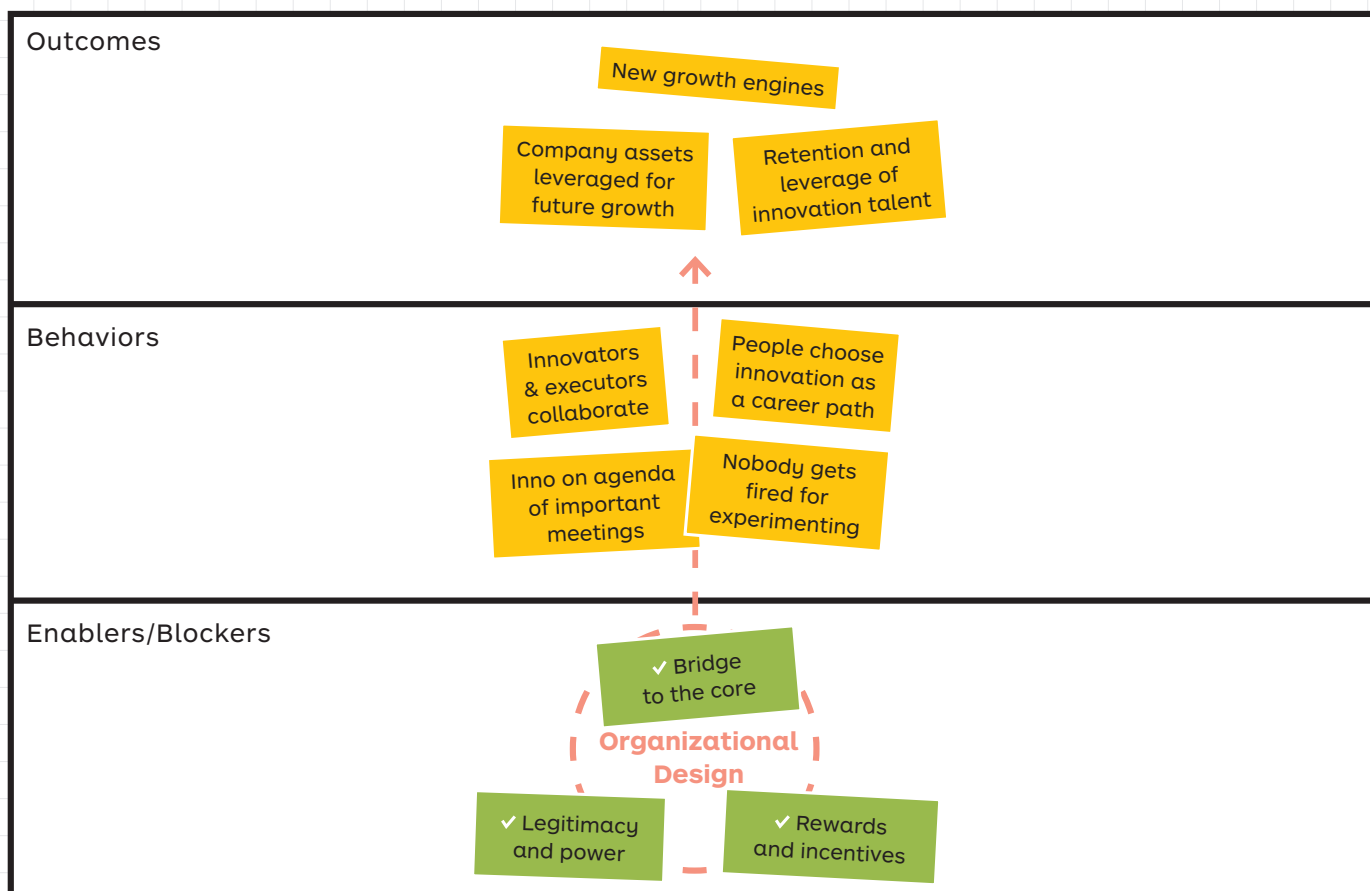 Outcomes
New growth engines
Company assets
leveraged for
future growth
Retention and
leverage of
innovation talent
Behaviors
Innovators
& executors
collaborate
People choose
innovation as
a career path
Inno on agenda
of important
meetings
Nobody gets
fired for
experimenting
Enablers/Blockers
✓ Bridge
to the core
Organizational
Design
✓ Legitimacy
and power
✓ Rewards
and incentives